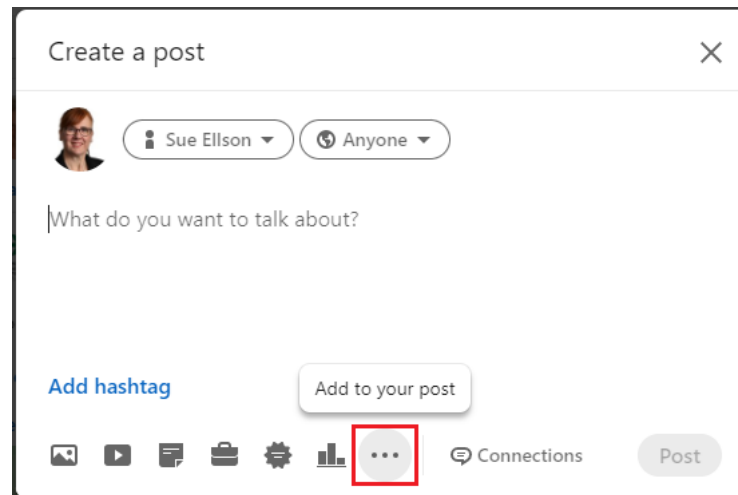 Create a post
Sue Ellson
Anyone
What do you want to talk about?
Add hashtag
Add to your post
Connections
Post